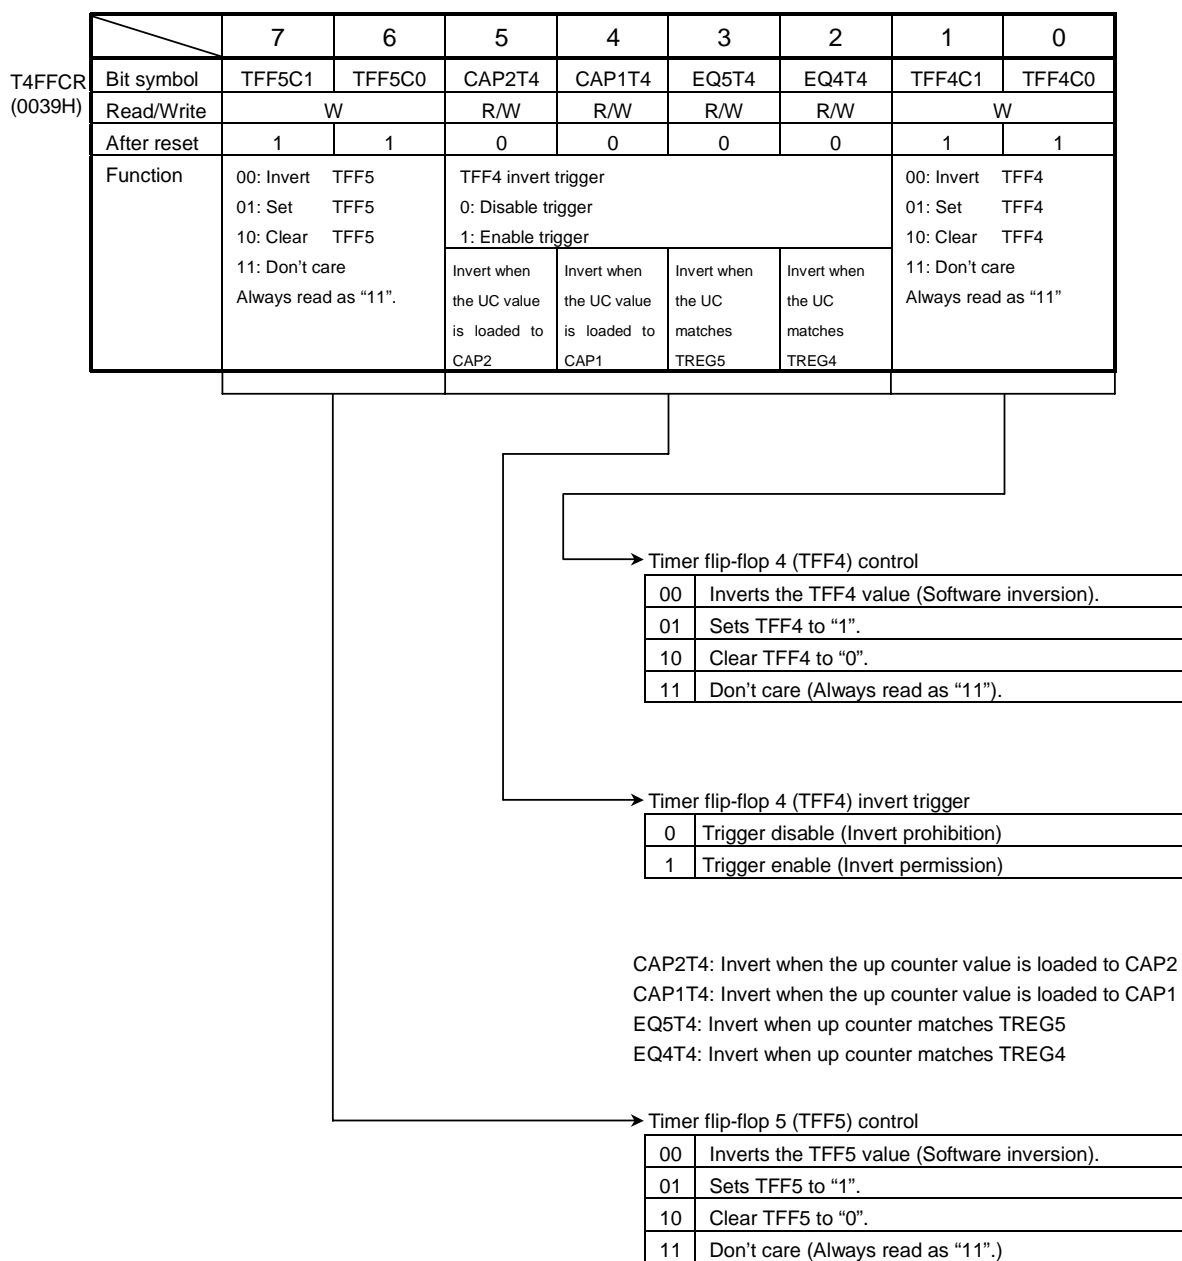 7 6 5 4 3 2 1 0
T4FFCR Bit symbol TFF5C1 TFF5C0 CAP2T4 CAP1T4 EQ5T4 EQ4T4 TFF4C1 TFF4C0
(0039H) Read/Write W R/W R/W R/W R/W W
After reset 1 1 0 0 0 0 1 1
Function 00: Invert TFF5 TFF4 invert trigger 00: Invert TFF4
01: Set TFF5 0: Disable trigger 01: Set TFF4
10: Clear TFF5 1: Enable trigger 10: Clear TFF4
11: Don’t care Invert when Invert when Invert when Invert when 11: Don’t care
Always read as “11”. the UC value the UC value the UC the UC Always read as “11”
is loaded to is loaded to matches matches
CAP2 CAP1 TREG5 TREG4
Timer flip-flop 4 (TFF4) control
00 Inverts the TFF4 value (Software inversion).
01 Sets TFF4 to “1”.
10 Clear TFF4 to “0”.
11 Don’t care (Always read as “11”).
Timer flip-flop 4 (TFF4) invert trigger
0 Trigger disable (Invert prohibition)
1 Trigger enable (Invert permission)
CAP2T4: Invert when the up counter value is loaded to CAP2
CAP1T4: Invert when the up counter value is loaded to CAP1
EQ5T4: Invert when up counter matches TREG5
EQ4T4: Invert when up counter matches TREG4
Timer flip-flop 5 (TFF5) control
00 Inverts the TFF5 value (Software inversion).
01 Sets TFF5 to “1”.
10 Clear TFF5 to “0”.
11 Don’t care (Always read as “11”.)